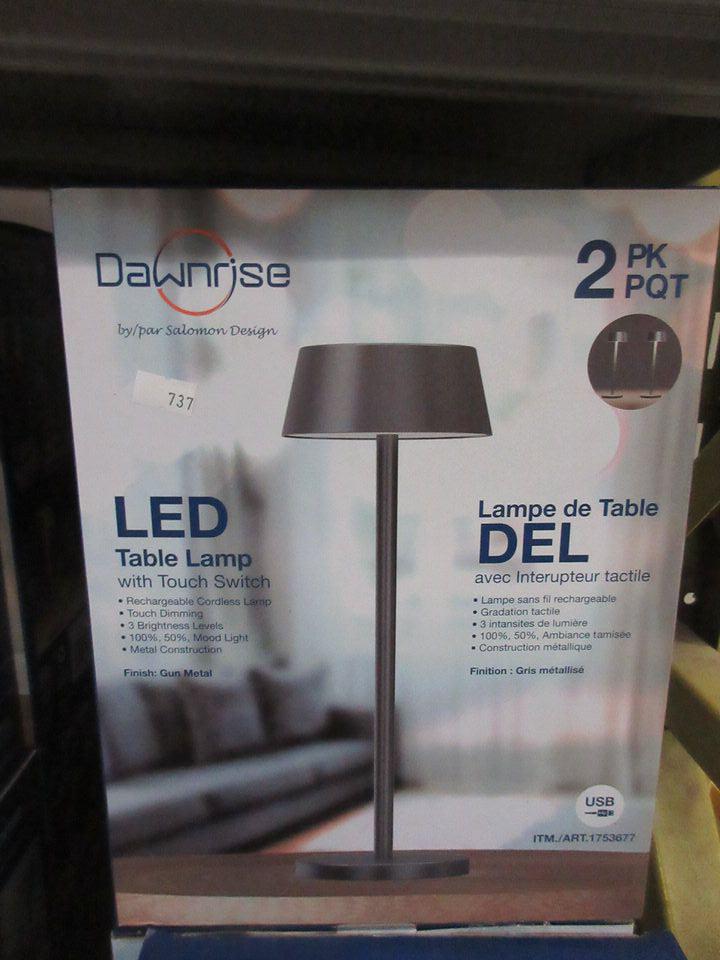 Dawnrise
by/par Salomon Design
2 PK
PQT
737
LED
Table Lamp
with Touch Switch
• Rechargeable Cordless Lamp
• Touch Dimming
• 3 Brightness Levels
• 100%, 50%, Mood Light
• Metal Construction
Finish: Gun Metal
Lampe de Table
DEL
avec Interupteur tactile
• Lampe sans fil rechargeable
• Gradation tactile
• 3 intansites de lumière
• 100%, 50%, Ambiance tamisée
• Construction métallique
Finition : Gris métallisé
USB
ITM./ART.1753677